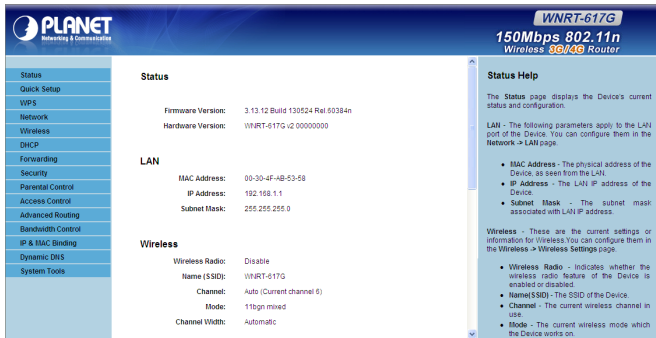 PLANET
Networking & Communication
WNRT-617G
150Mbps 802.11n
Wireless 3G/4G Router
Status
Quick Setup
WPS
Network
Wireless
DHCP
Forwarding
Security
Parental Control
Access Control
Advanced Routing
Bandwidth Control
IP & MAC Binding
Dynamic DNS
System Tools
Status
Firmware Version: 3.13.12 Build 130524 Rel.60384n
Hardware Version: WNRT-617G v2 00000000
LAN
MAC Address: 00-30-4F-AB-53-58
IP Address: 192.168.1.1
Subnet Mask: 255.255.255.0
Wireless
Wireless Radio: Disable
Name (SSID): WNRT-617G
Channel: Auto (Current channel 6)
Mode: 11bgn mixed
Channel Width: Automatic
Status Help
The Status page displays the Device's current
status and configuration.
LAN - The following parameters apply to the LAN
port of the Device. You can configure them in the
Network -> LAN page.
MAC Address - The physical address of the
Device, as seen from the LAN.
IP Address - The LAN IP address of the
Device.
Subnet Mask - The subnet mask
associated with LAN IP address.
Wireless - These are the current settings or
information for Wireless.You can configure them in
the Wireless -> Wireless Settings page.
Wireless Radio - Indicates whether the
wireless radio feature of the Device is
enabled or disabled.
Name(SSID) - The SSID of the Device.
Channel - The current wireless channel in
use.
Mode - The current wireless mode which
the Device works on.